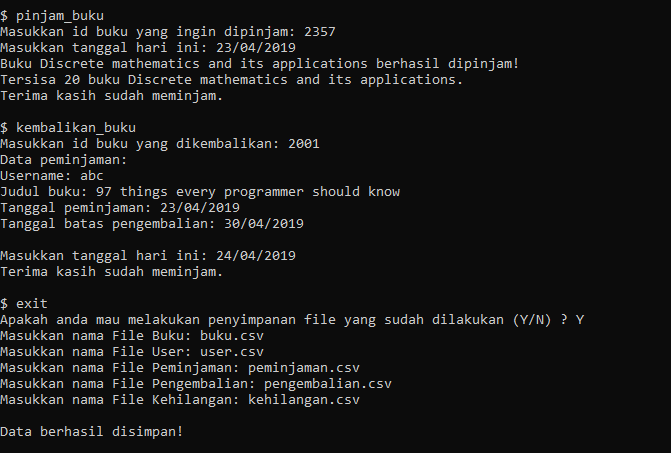 $ pinjam_buku
Masukkan id buku yang ingin dipinjam: 2357
Masukkan tanggal hari ini: 23/04/2019
Buku Discrete mathematics and its applications berhasil dipinjam!
Tersisa 20 buku Discrete mathematics and its applications.
Terima kasih sudah meminjam.
$ kembalikan_buku
Masukkan id buku yang dikembalikan: 2001
Data peminjaman:
Username: abc
Judul buku: 97 things every programmer should know
Tanggal peminjaman: 23/04/2019
Tanggal batas pengembalian: 30/04/2019
Masukkan tanggal hari ini: 24/04/2019
Terima kasih sudah meminjam.
$ exit
Apakah anda mau melakukan penyimpanan file yang sudah dilakukan (Y/N) ? Y
Masukkan nama File Buku: buku.csv
Masukkan nama File User: user.csv
Masukkan nama File Peminjaman: peminjaman.csv
Masukkan nama File Pengembalian: pengembalian.csv
Masukkan nama File Kehilangan: kehilangan.csv
Data berhasil disimpan!